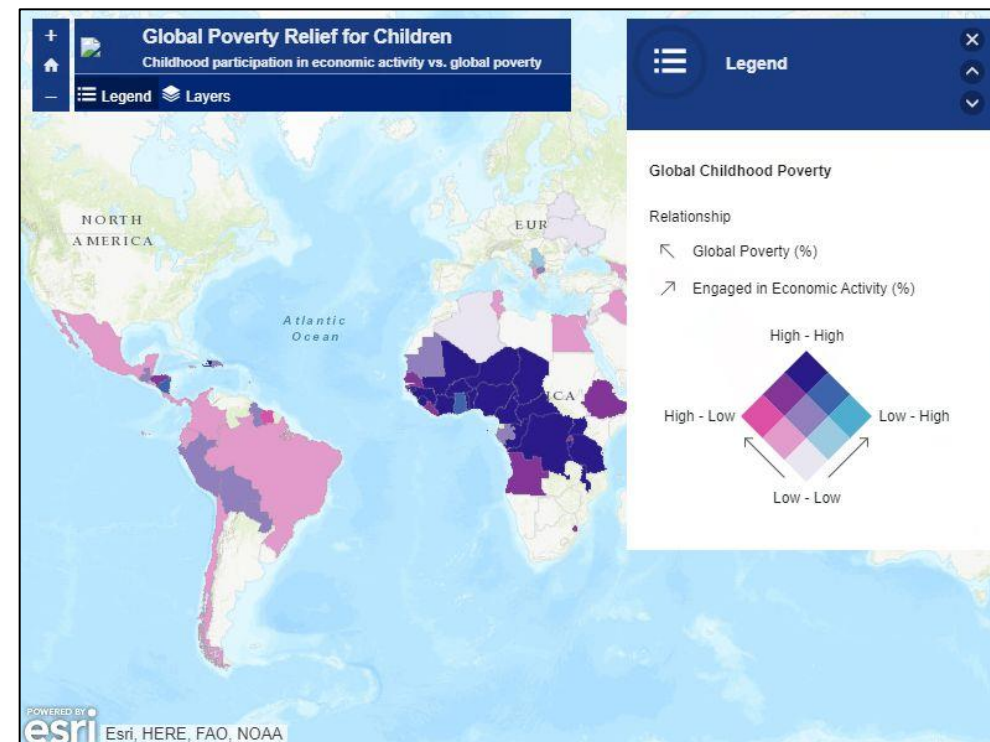 +
Global Poverty Relief for Children
Childhood participation in economic activity vs. global poverty
–
Legend Layers
Legend
Global Childhood Poverty
Relationship
Global Poverty (%)
Engaged in Economic Activity (%)
High - High
High - Low
Low - High
Low - Low
NORTH
AMERICA
EUR
Atlantic
Ocean
ICA
POWERED BY
esri
Esri, HERE, FAO, NOAA